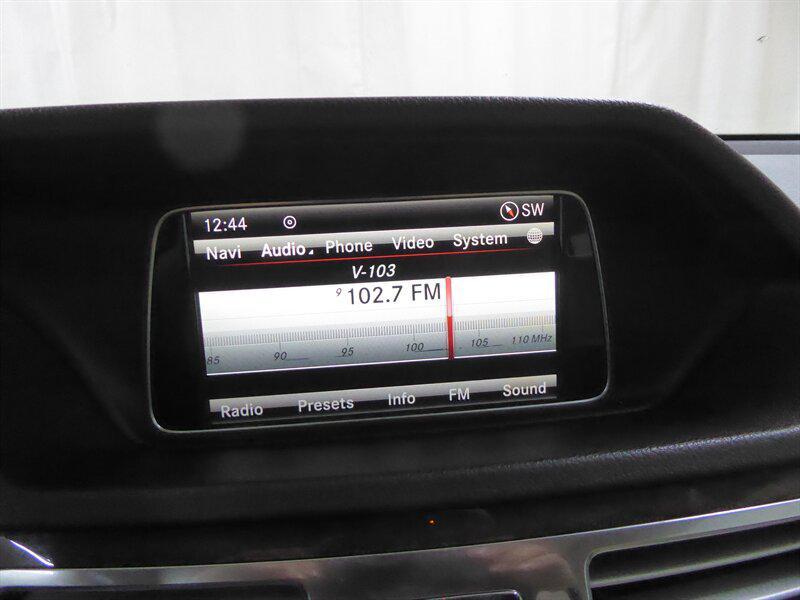 12:44 SW
Navi Audio Phone Video System
V-103
9 102.7 FM
85 90 95 100 105 110 MHz
Radio Presets Info FM Sound